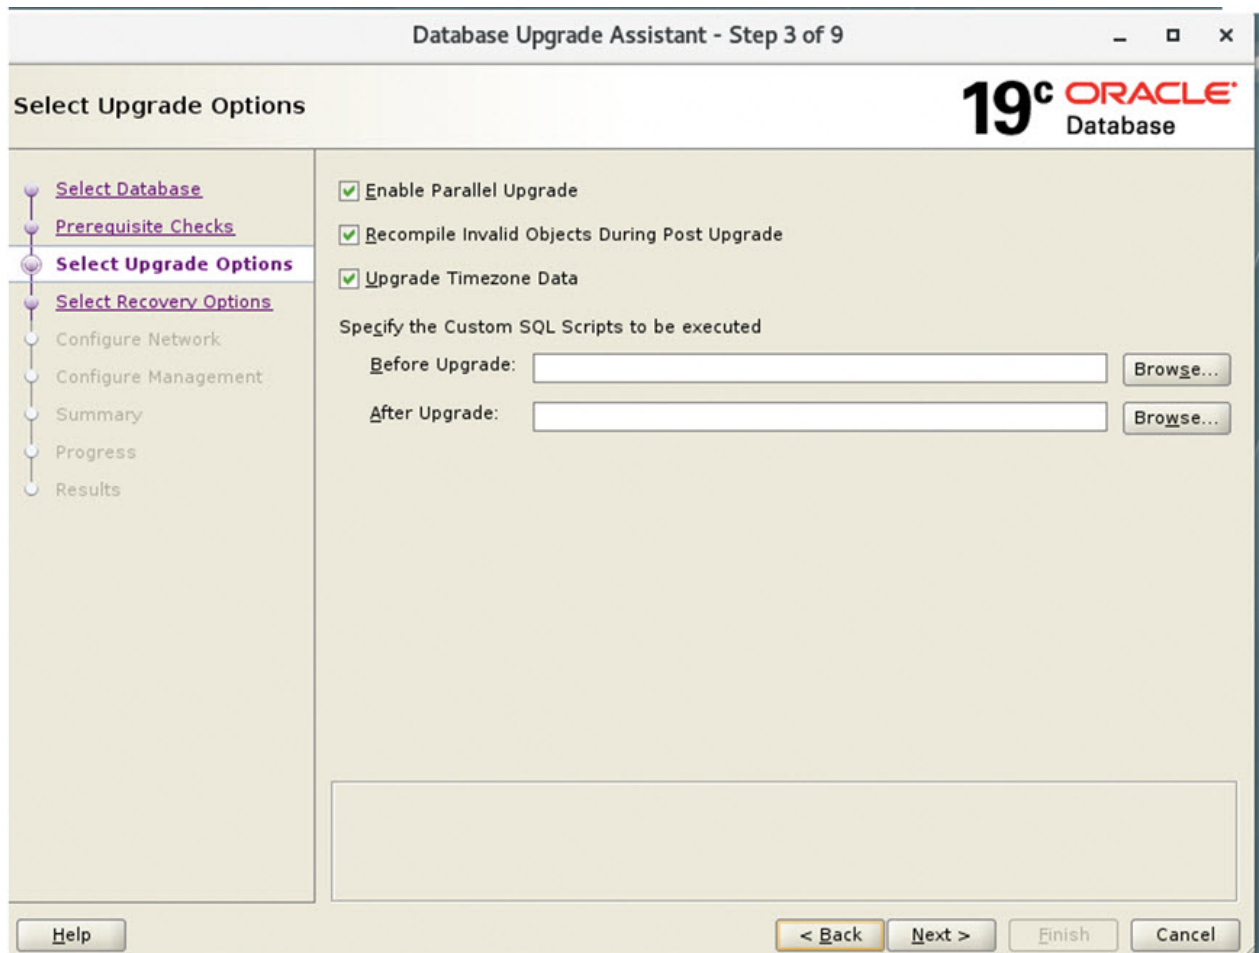 Database Upgrade Assistant - Step 3 of 9
Select Upgrade Options
19c ORACLE
Database
Select Database
Prerequisite Checks
Select Upgrade Options
Select Recovery Options
Configure Network
Configure Management
Summary
Progress
Results
Enable Parallel Upgrade
Recompile Invalid Objects During Post Upgrade
Upgrade Timezone Data
Specify the Custom SQL Scripts to be executed
Before Upgrade: Browse...
After Upgrade: Browse...
Help < Back Next > Finish Cancel